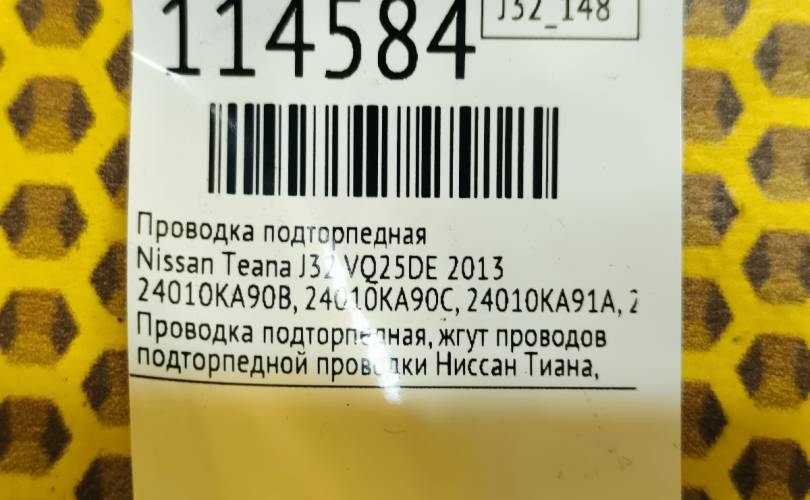 114584
J32_148
Проводка подторпедная
Nissan Teana J32 VQ25DE 2013
24010KA90B, 24010KA90C, 24010KA91A, 2
Проводка подторпедная, жгут проводов
подторпедной проводки Ниссан Тиана,